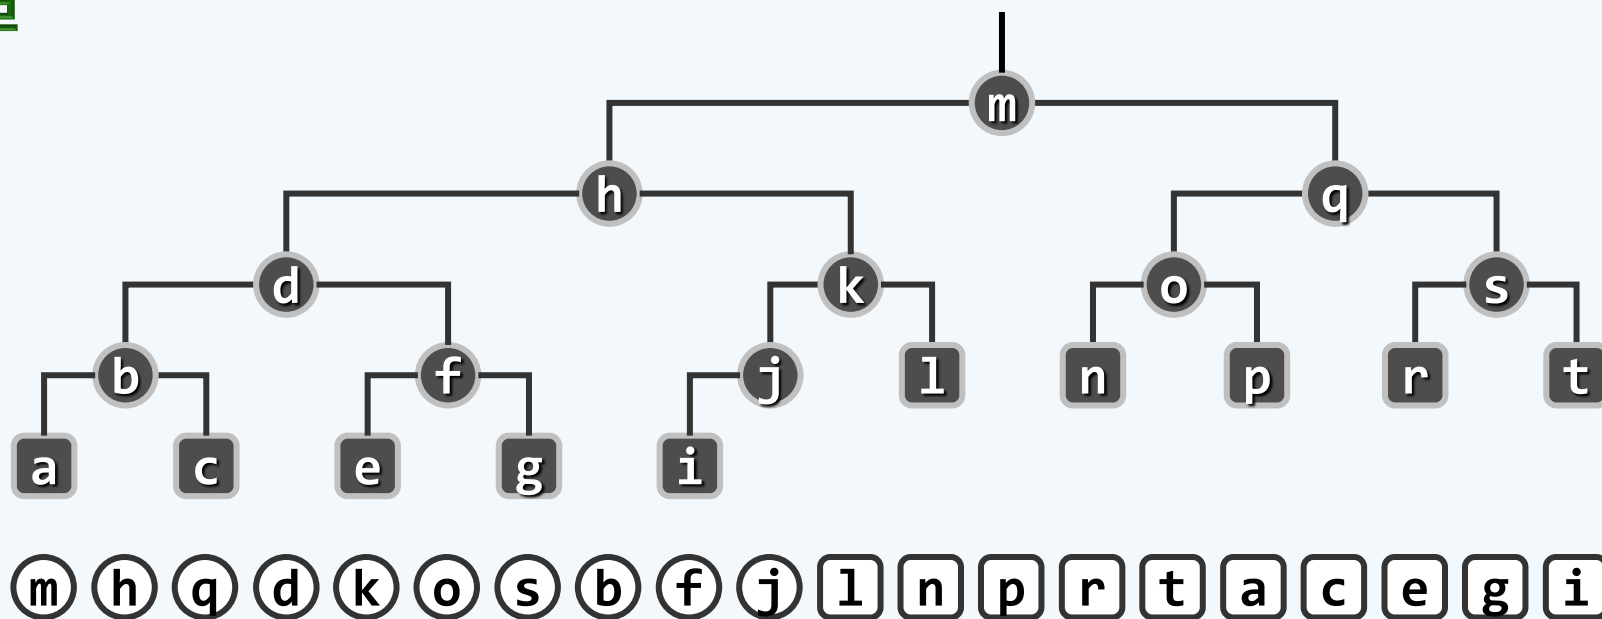 m
h q
d k o s
b f j l n p r t
a c e g i
m h q d k o s b f j l n p r t a c e g i